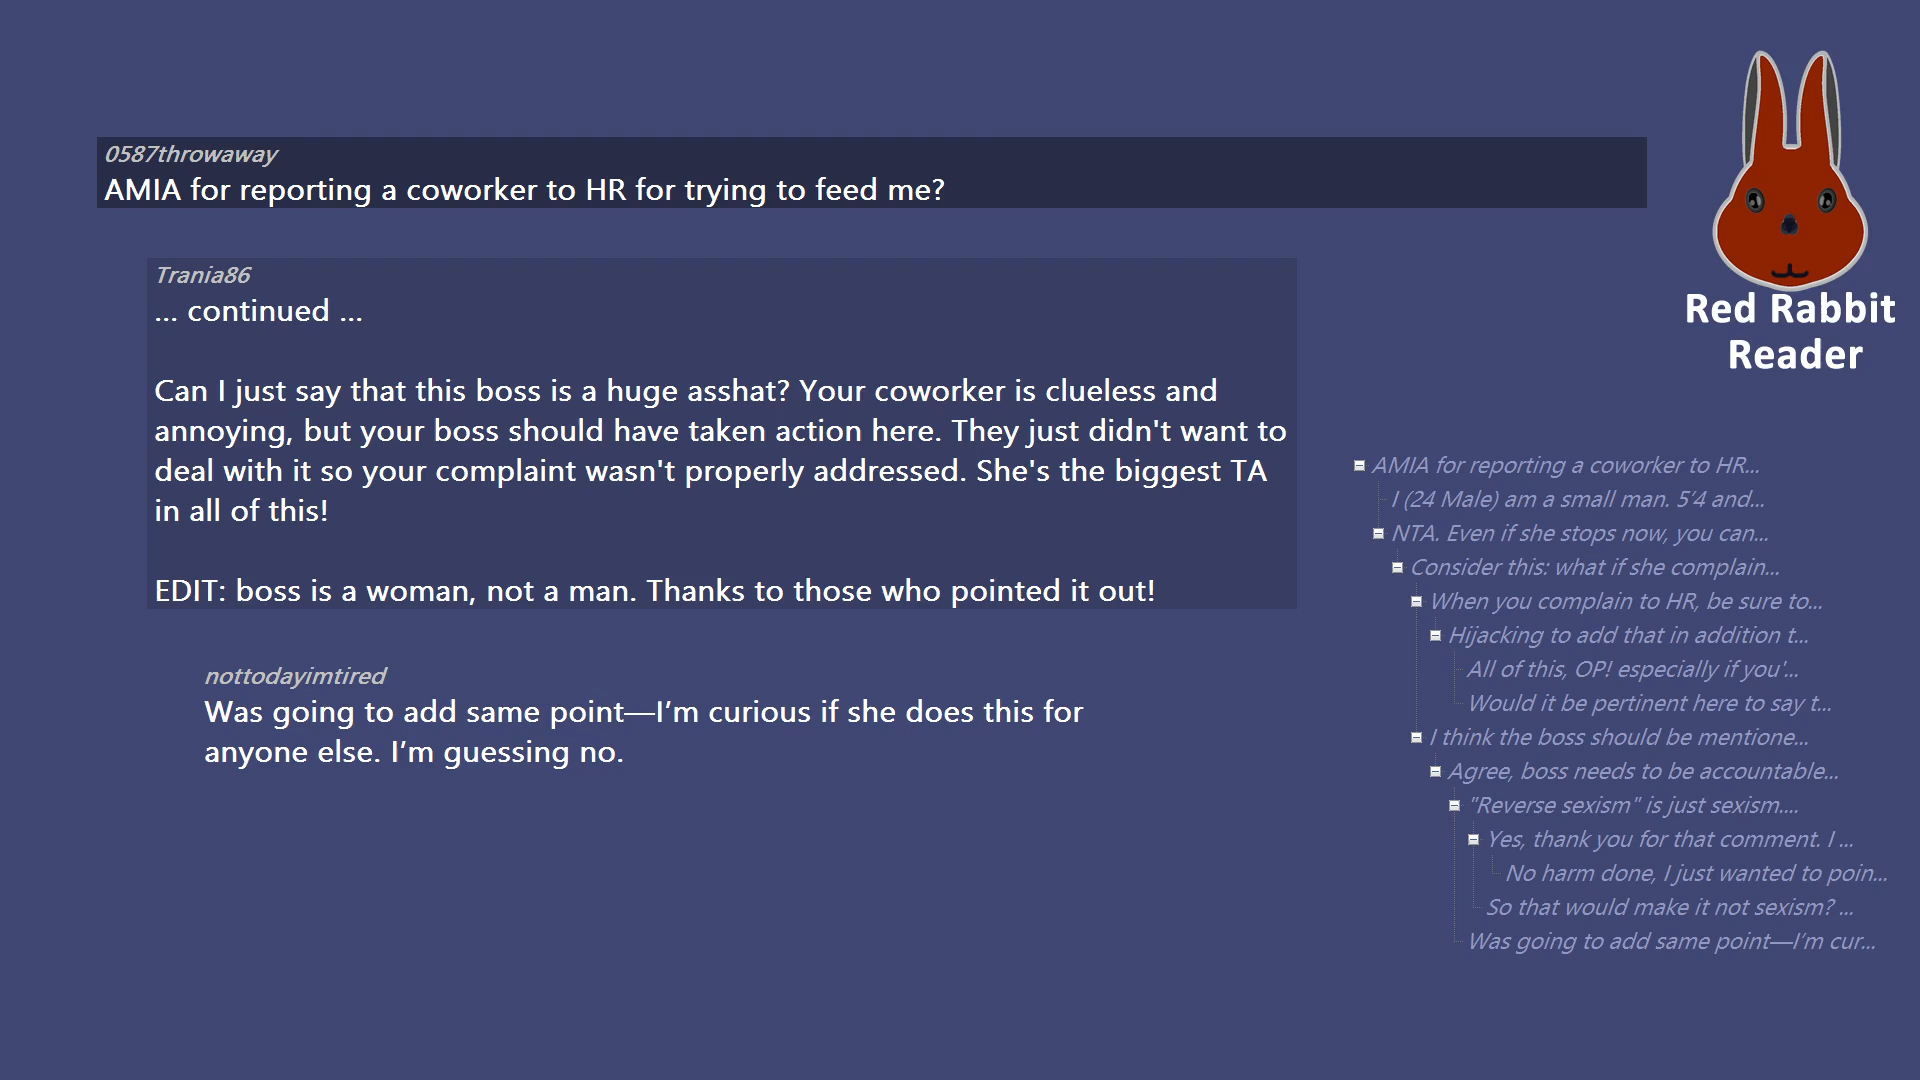 0587throwaway
AMIA for reporting a coworker to HR for trying to feed me?
Trania86
... continued ...
Can I just say that this boss is a huge asshat? Your coworker is clueless and
annoying, but your boss should have taken action here. They just didn't want to
deal with it so your complaint wasn't properly addressed. She's the biggest TA
in all of this!
EDIT: boss is a woman, not a man. Thanks to those who pointed it out!
nottodayimtired
Was going to add same point—I’m curious if she does this for
anyone else. I’m guessing no.
Red Rabbit
Reader
AMIA for reporting a coworker to HR...
I (24 Male) am a small man. 5’4 and...
NTA. Even if she stops now, you can...
Consider this: what if she complain...
When you complain to HR, be sure to...
Hijacking to add that in addition t...
All of this, OP! especially if you'...
Would it be pertinent here to say t...
I think the boss should be mentione...
Agree, boss needs to be accountable...
"Reverse sexism" is just sexism....
Yes, thank you for that comment. I ...
No harm done, I just wanted to poin...
So that would make it not sexism? ...
Was going to add same point—I’m cur...